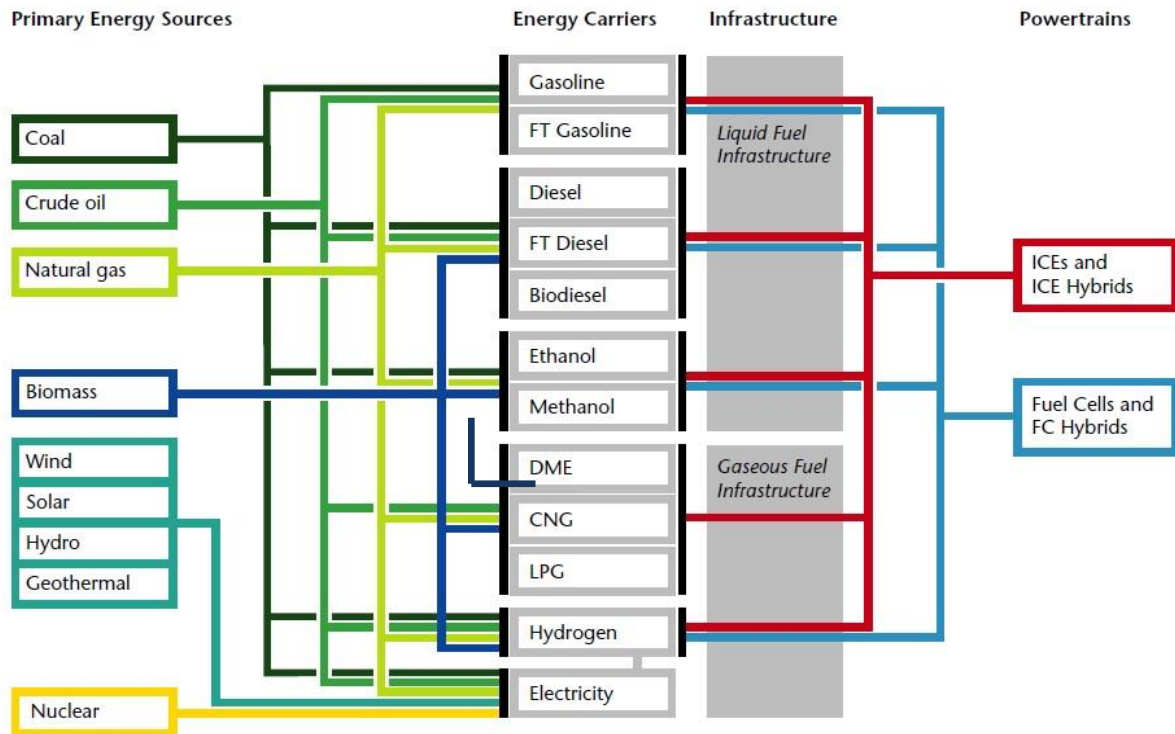 Primary Energy Sources
Energy Carriers
Infrastructure
Powertrains
Coal
Crude oil
Natural gas
Biomass
Wind
Solar
Hydro
Geothermal
Nuclear
Gasoline
FT Gasoline
Diesel
FT Diesel
Biodiesel
Ethanol
Methanol
DME
CNG
LPG
Hydrogen
Electricity
Liquid Fuel
Infrastructure
Gaseous Fuel
Infrastructure
ICEs and
ICE Hybrids
Fuel Cells and
FC Hybrids